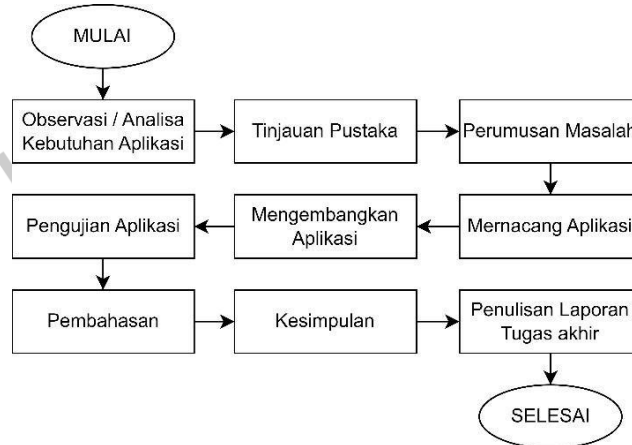 MULAI
Observasi / Analisa
Kebutuhan Aplikasi
Tinjauan Pustaka
Perumusan Masalah
Mernacang Aplikasi
Mengembangkan
Aplikasi
Pengujian Aplikasi
Pembahasan
Kesimpulan
Penulisan Laporan
Tugas akhir
SELESAI